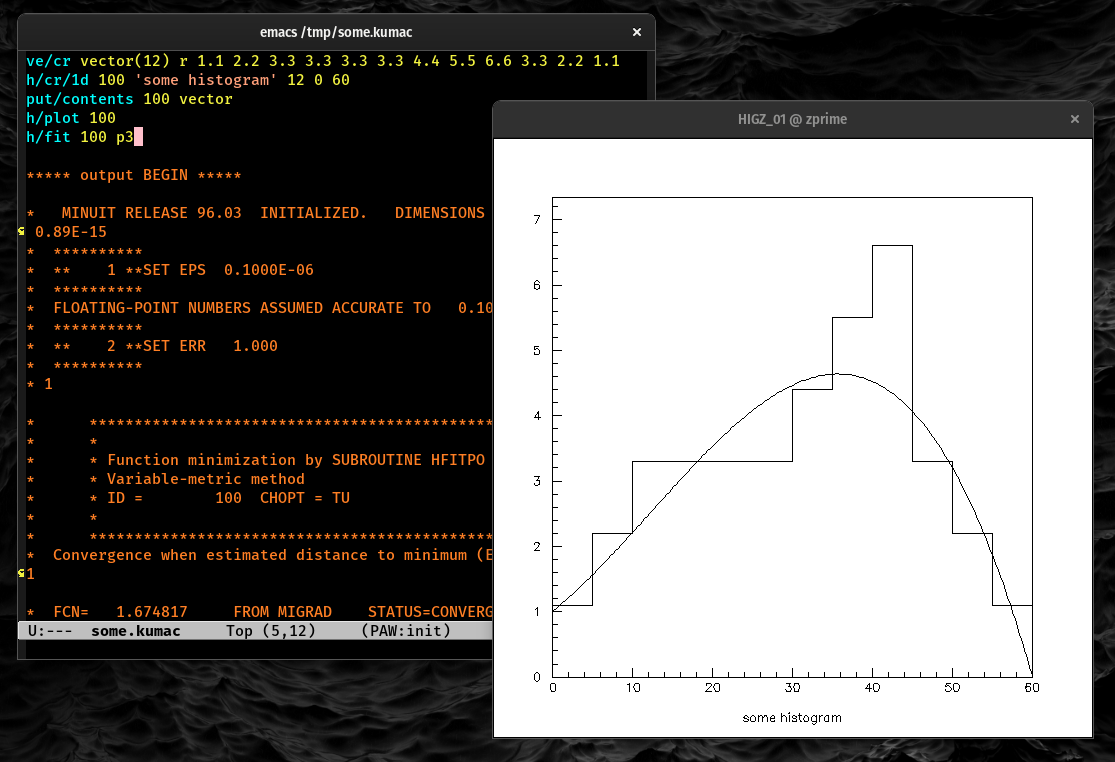 emacs /tmp/some.kumac
ve/cr vector(12) r 1.1 2.2 3.3 3.3 3.3 3.3 4.4 5.5 6.6 3.3 2.2 1.1
h/cr/1d 100 'some histogram' 12 0 60
put/contents 100 vector
h/plot 100
h/fit 100 p3
***** output BEGIN *****
*   MINUIT RELEASE 96.03  INITIALIZED.   DIMENSIONS
0.89E-15
*  **********
*  **    1 **SET EPS  0.1000E-06
*  **********
*  FLOATING-POINT NUMBERS ASSUMED ACCURATE TO   0.10
*  **********
*  **    2 **SET ERR   1.000
*  **********
* 1
*      *********************************************
*      *
*      * Function minimization by SUBROUTINE HFITPO
*      * Variable-metric method
*      * ID =        100  CHOPT = TU
*      *
*      *********************************************
*  Convergence when estimated distance to minimum (E
1
*  FCN=   1.674817     FROM MIGRAD    STATUS=CONVERG
U:---  some.kumac     Top (5,12)     (PAW:init)
HIGZ_01 @ zprime
7
6
5
4
3
2
1
0
0 10 20 30 40 50 60
some histogram